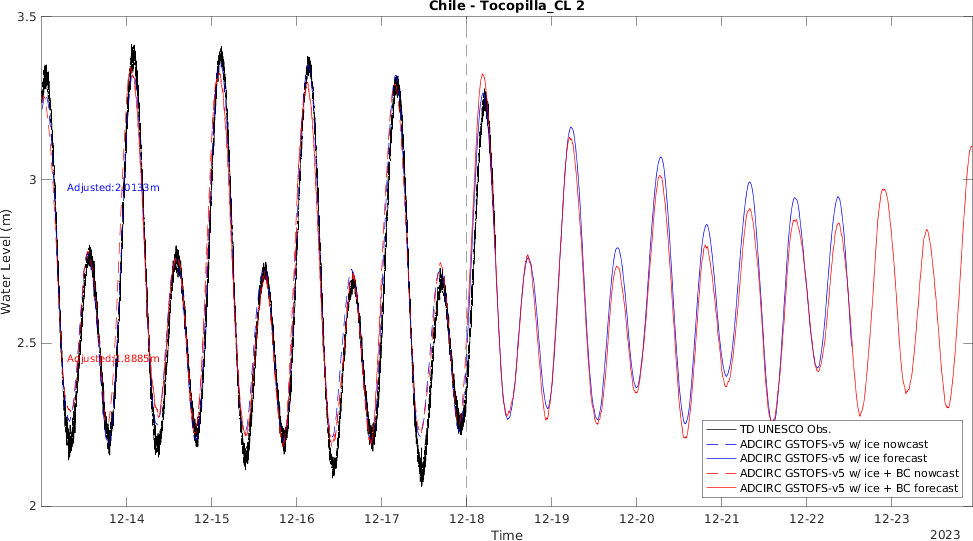 Chile - Tocopilla_CL 2
3.5
3
2.5
2
Water Level (m)
Adjusted:2.0133m
Adjusted:1.8885m
TD UNESCO Obs.
ADCIRC GSTOFS-v5 w/ ice nowcast
ADCIRC GSTOFS-v5 w/ ice forecast
ADCIRC GSTOFS-v5 w/ ice + BC nowcast
ADCIRC GSTOFS-v5 w/ ice + BC forecast
12-14 12-15 12-16 12-17 12-18 12-19 12-20 12-21 12-22 12-23
Time
2023